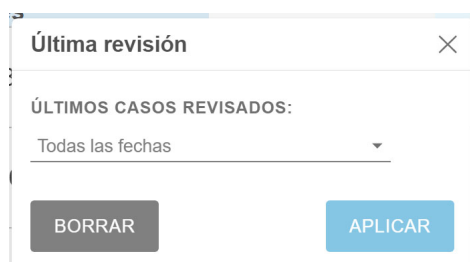 Última revisión
ÚLTIMOS CASOS REVISADOS:
Todas las fechas
BORRAR
APLICAR